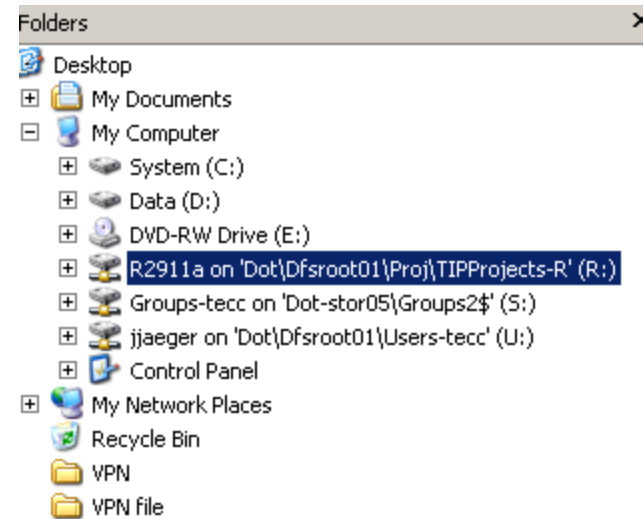 Folders
Desktop
My Documents
My Computer
System (C:)
Data (D:)
DVD-RW Drive (E:)
R2911a on 'Dot\Dfsroot01\Proj\TIPProjects-R' (R:)
Groups-tecc on 'Dot-stor05\Groups2$' (S:)
jjaeger on 'Dot\Dfsroot01\Users-tecc' (U:)
Control Panel
My Network Places
Recycle Bin
VPN
VPN file